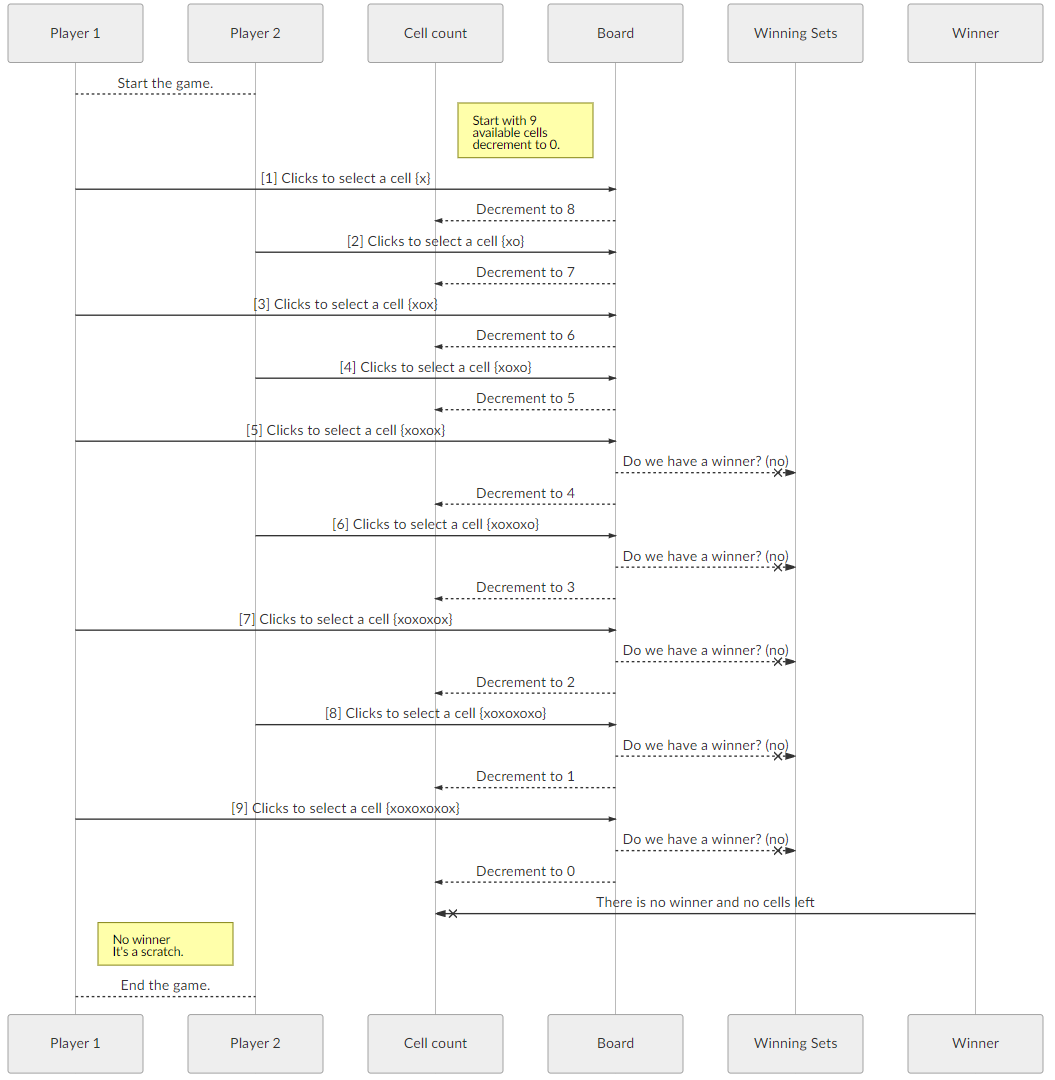 Player 1
Player 2
Cell count
Board
Winning Sets
Winner
Start the game.
Start with 9
available cells
decrement to 0.
[1] Clicks to select a cell {x}
Decrement to 8
[2] Clicks to select a cell {xo}
Decrement to 7
[3] Clicks to select a cell {xox}
Decrement to 6
[4] Clicks to select a cell {xoxo}
Decrement to 5
[5] Clicks to select a cell {xoxox}
Do we have a winner? (no)
Decrement to 4
[6] Clicks to select a cell {xoxoxo}
Do we have a winner? (no)
Decrement to 3
[7] Clicks to select a cell {xoxoxox}
Do we have a winner? (no)
Decrement to 2
[8] Clicks to select a cell {xoxoxoxo}
Do we have a winner? (no)
Decrement to 1
[9] Clicks to select a cell {xoxoxoxox}
Do we have a winner? (no)
Decrement to 0
There is no winner and no cells left
No winner
It's a scratch.
End the game.
Player 1
Player 2
Cell count
Board
Winning Sets
Winner